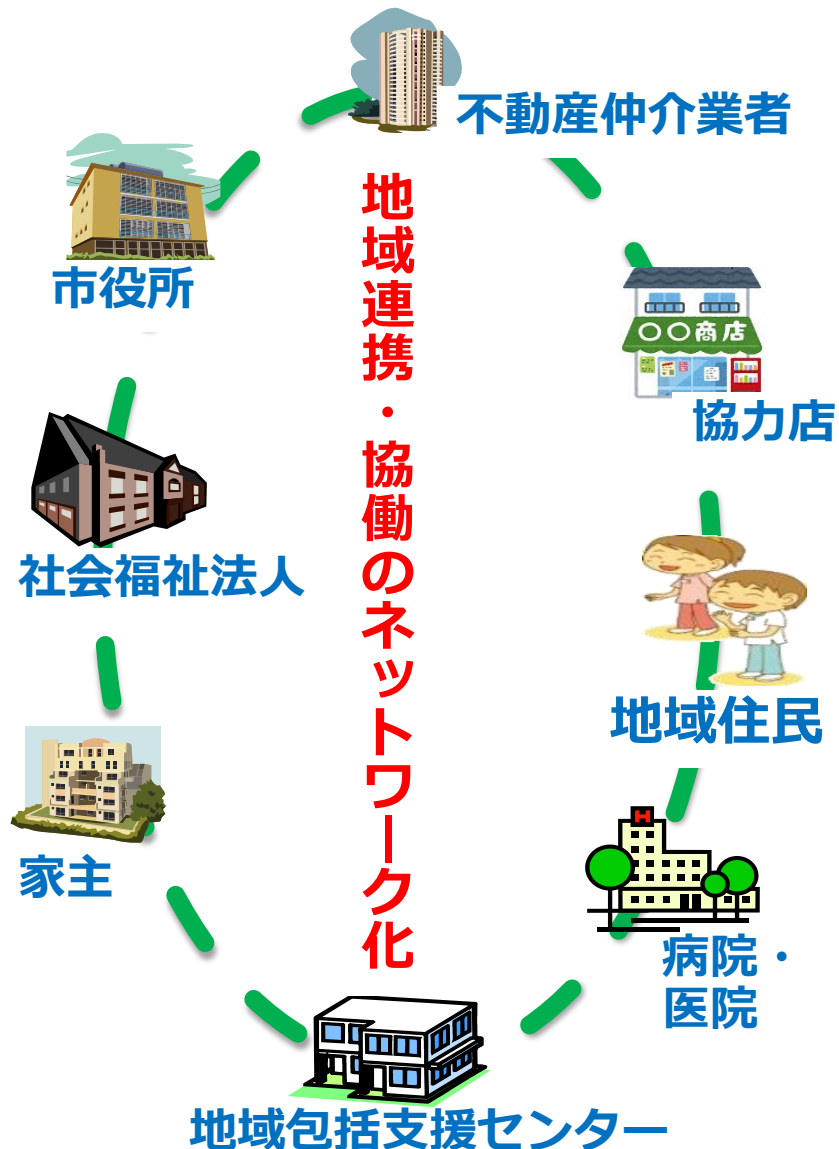 不動産仲介業者
市役所
地域連携・協働のネットワーク化
〇〇商店
協力店
社会福祉法人
地域住民
家主
H
病院・
医院
地域包括支援センター